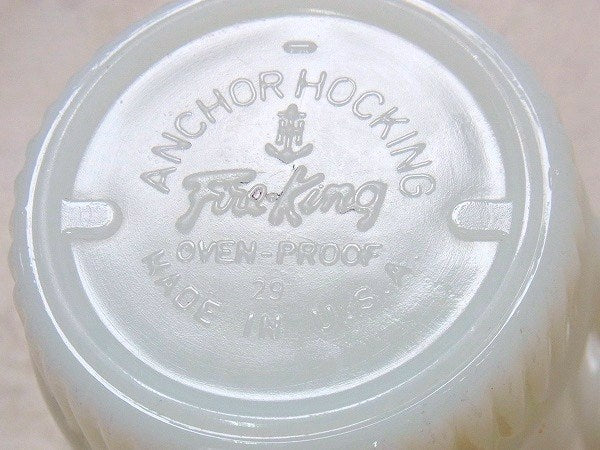 ANCHOR HOCKING
Fire-King
OVEN-PROOF
29
MADE IN U.S.A.